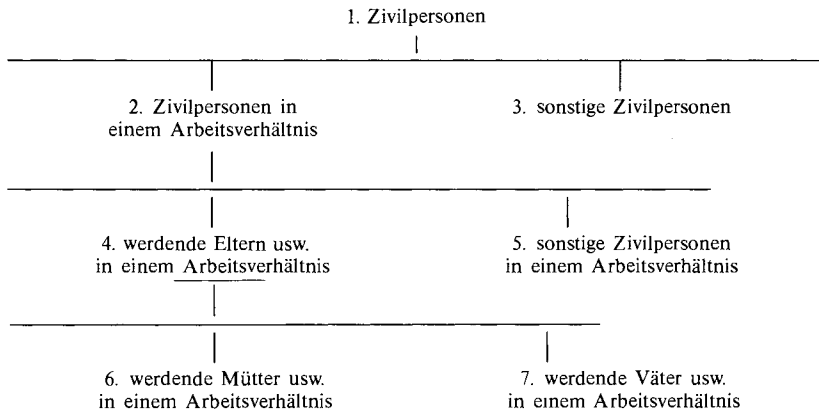 1. Zivilpersonen
2. Zivilpersonen in
einem Arbeitsverhältnis
3. sonstige Zivilpersonen
4. werdende Eltern usw.
in einem Arbeitsverhältnis
5. sonstige Zivilpersonen
in einem Arbeitsverhältnis
6. werdende Mütter usw.
in einem Arbeitsverhältnis
7. werdende Väter usw.
in einem Arbeitsverhältnis